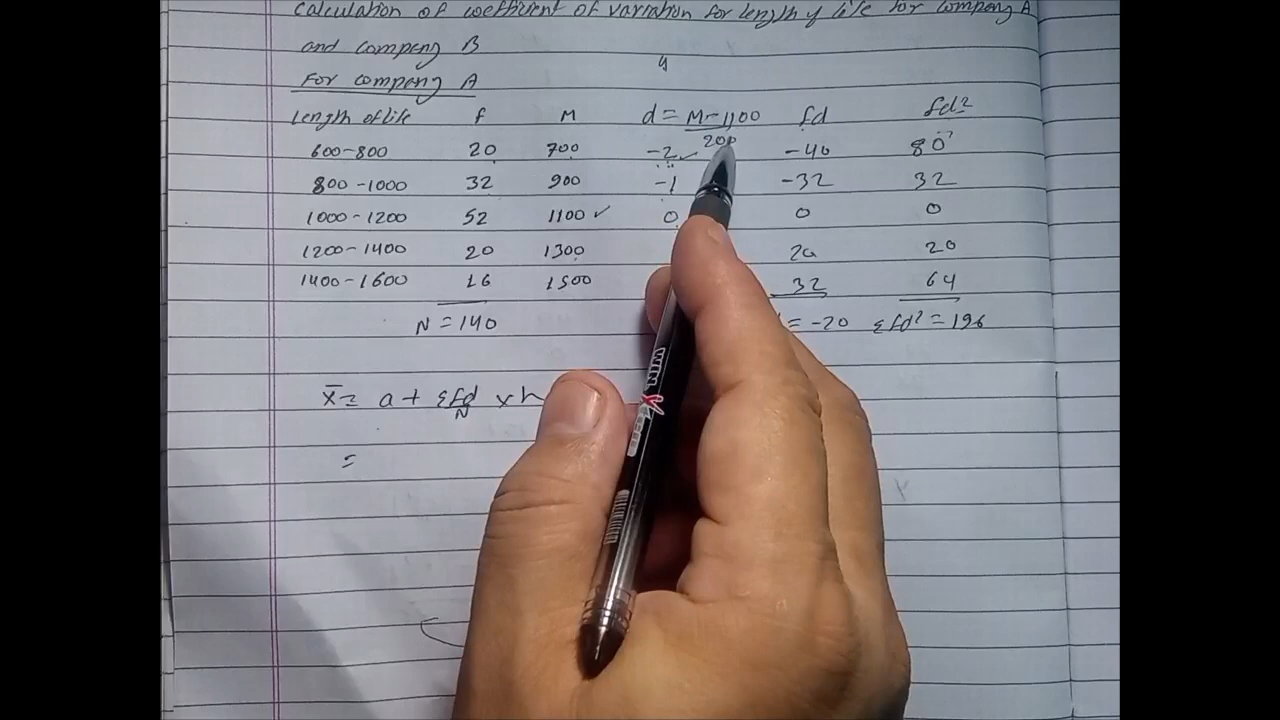 Calculation of coefficient of variation for length of life for company A
and company B
For company A
Length of life f M d = M-1100 fd fd²
200
600-800 20 700 -2 ✓ -40 80
800-1000 32 900 -1 -32 32
1000-1200 52 1100 ✓ 0 0 0
1200-1400 20 1300 20 20
1400-1600 16 1500 32 64
N = 140 = -20 Σfd² = 196
x̄ = a + Σfd × h
N
=
WIN